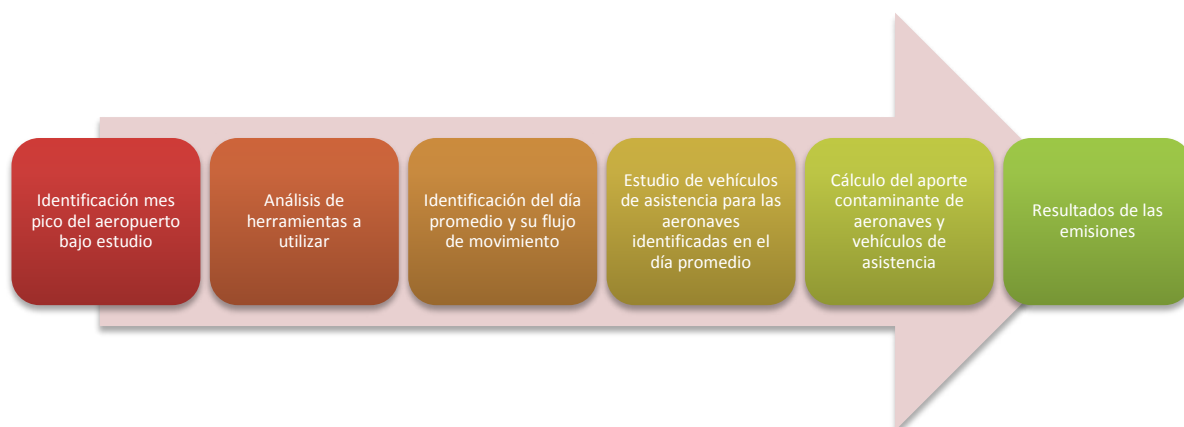 Identificación mes
pico del aeropuerto
bajo estudio
Análisis de
herramientas a
utilizar
Identificación del día
promedio y su flujo
de movimiento
Estudio de vehículos
de asistencia para las
aeronaves
identificadas en el
día promedio
Cálculo del aporte
contaminante de
aeronaves y
vehículos de
asistencia
Resultados de las
emisiones